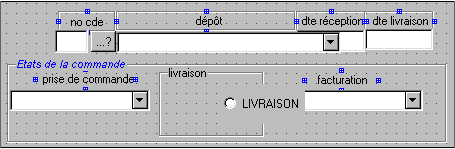 no cde dépôt dte réception dte livraison
...?
Etats de la commande
prise de commande livraison facturation
LIVRAISON